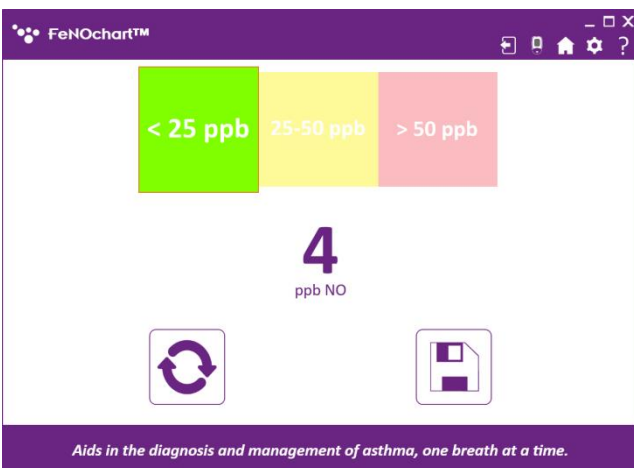 FeNOchart™
< 25 ppb
25-50 ppb
> 50 ppb
4
ppb NO
Aids in the diagnosis and management of asthma, one breath at a time.